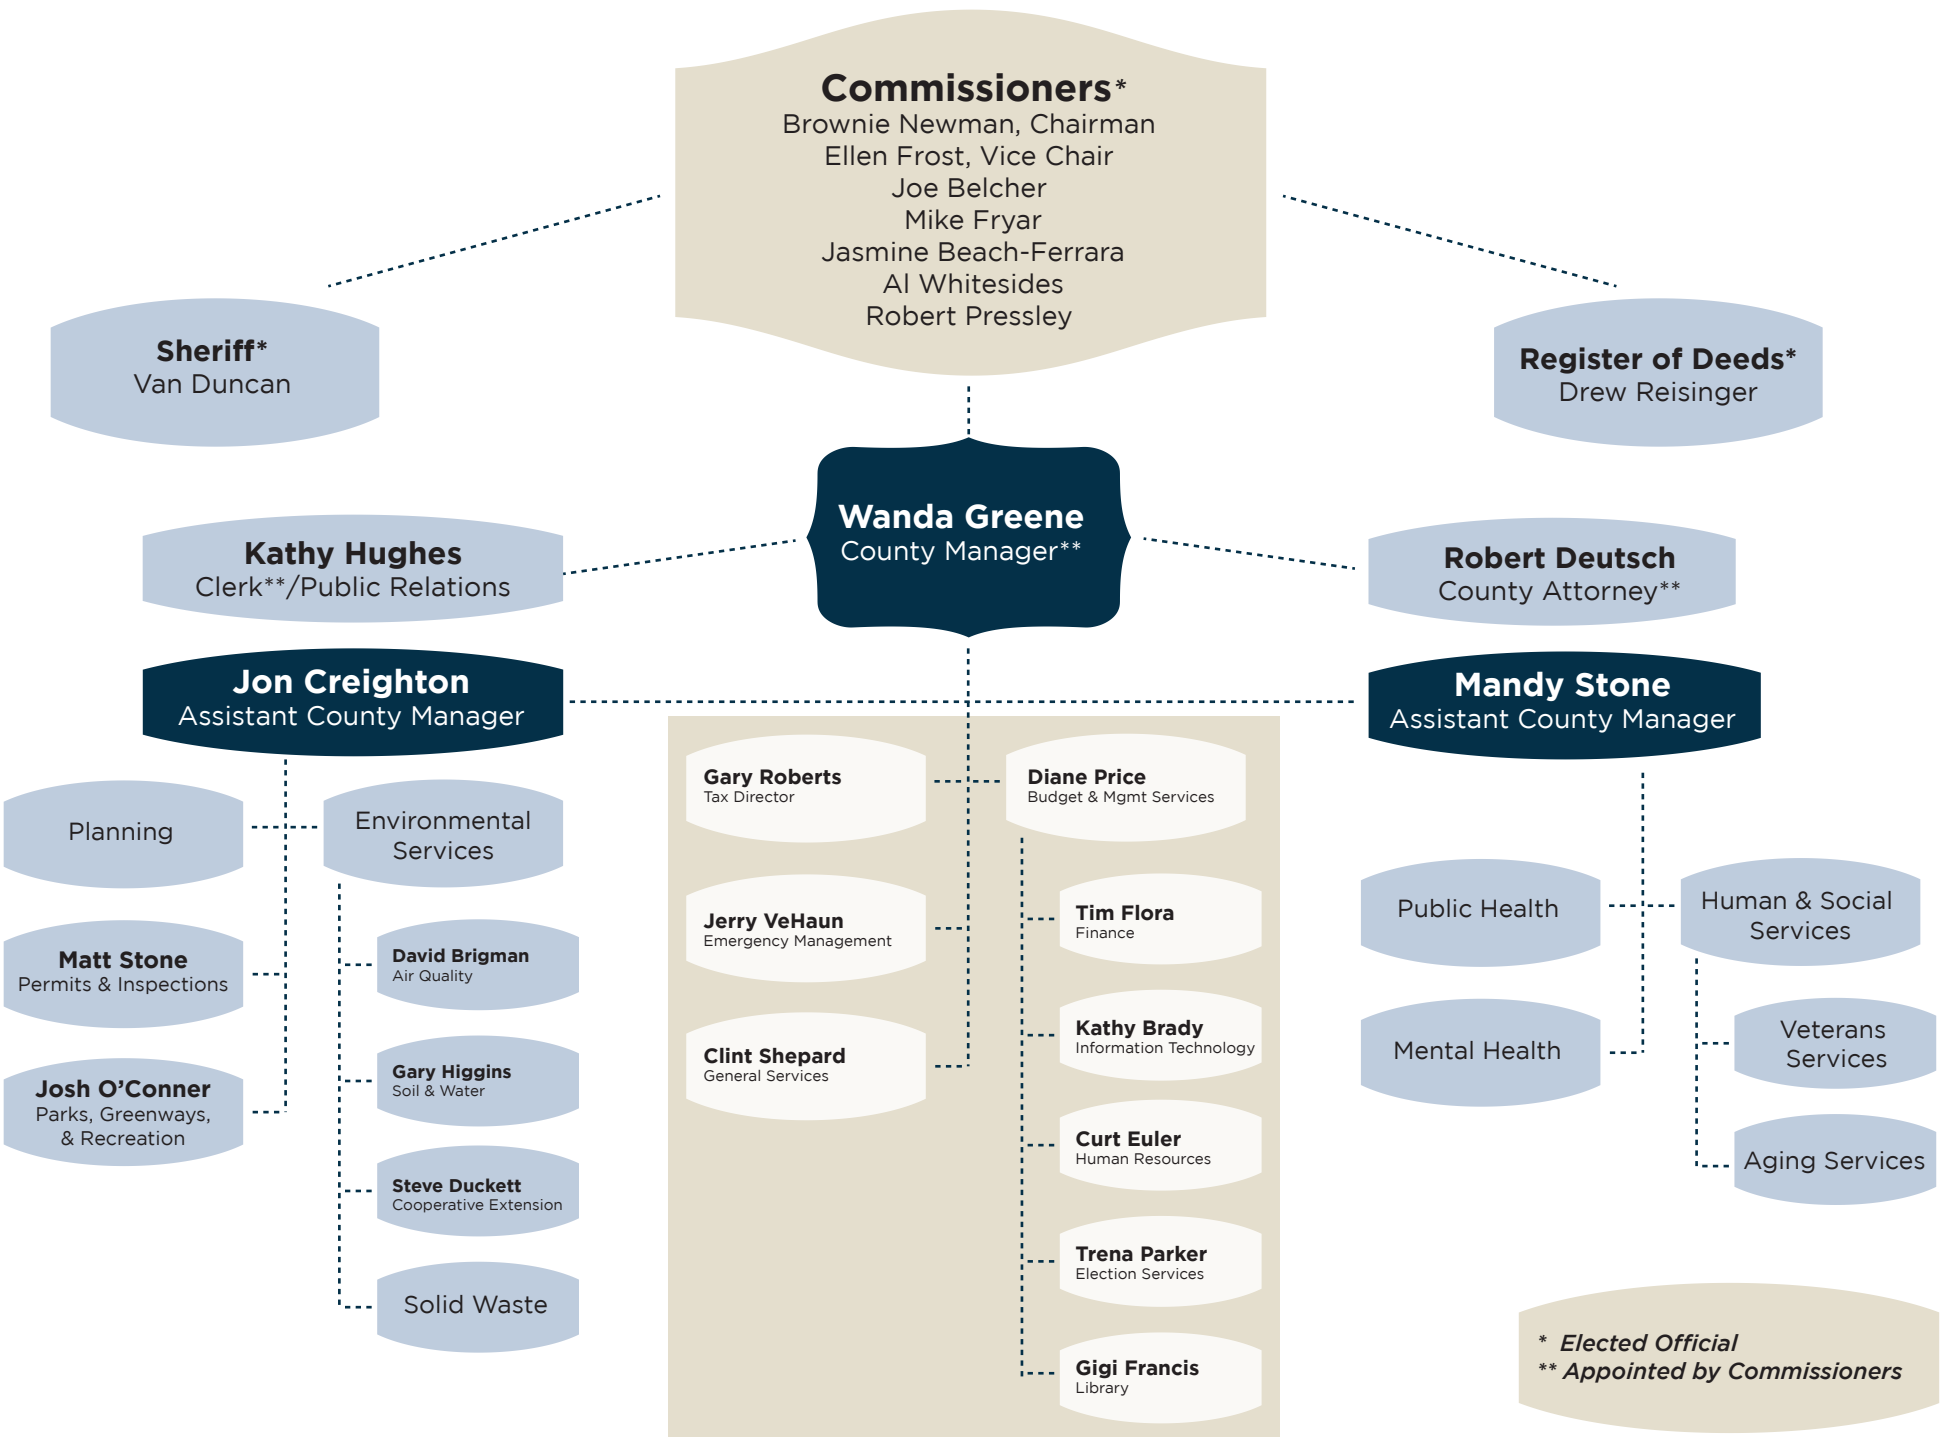 Commissioners*
Brownie Newman, Chairman
Ellen Frost, Vice Chair
Joe Belcher
Mike Fryar
Jasmine Beach-Ferrara
Al Whitesides
Robert Pressley
Sheriff*
Van Duncan
Register of Deeds*
Drew Reisinger
Wanda Greene
County Manager**
Kathy Hughes
Clerk**/Public Relations
Robert Deutsch
County Attorney**
Jon Creighton
Assistant County Manager
Mandy Stone
Assistant County Manager
Planning
Environmental
Services
Matt Stone
Permits & Inspections
Josh O’Conner
Parks, Greenways,
& Recreation
David Brigman
Air Quality
Gary Higgins
Soil & Water
Steve Duckett
Cooperative Extension
Solid Waste
Gary Roberts
Tax Director
Jerry VeHaun
Emergency Management
Clint Shepard
General Services
Diane Price
Budget & Mgmt Services
Tim Flora
Finance
Kathy Brady
Information Technology
Curt Euler
Human Resources
Trena Parker
Election Services
Gigi Francis
Library
Public Health
Mental Health
Human & Social
Services
Veterans
Services
Aging Services
* Elected Official
** Appointed by Commissioners